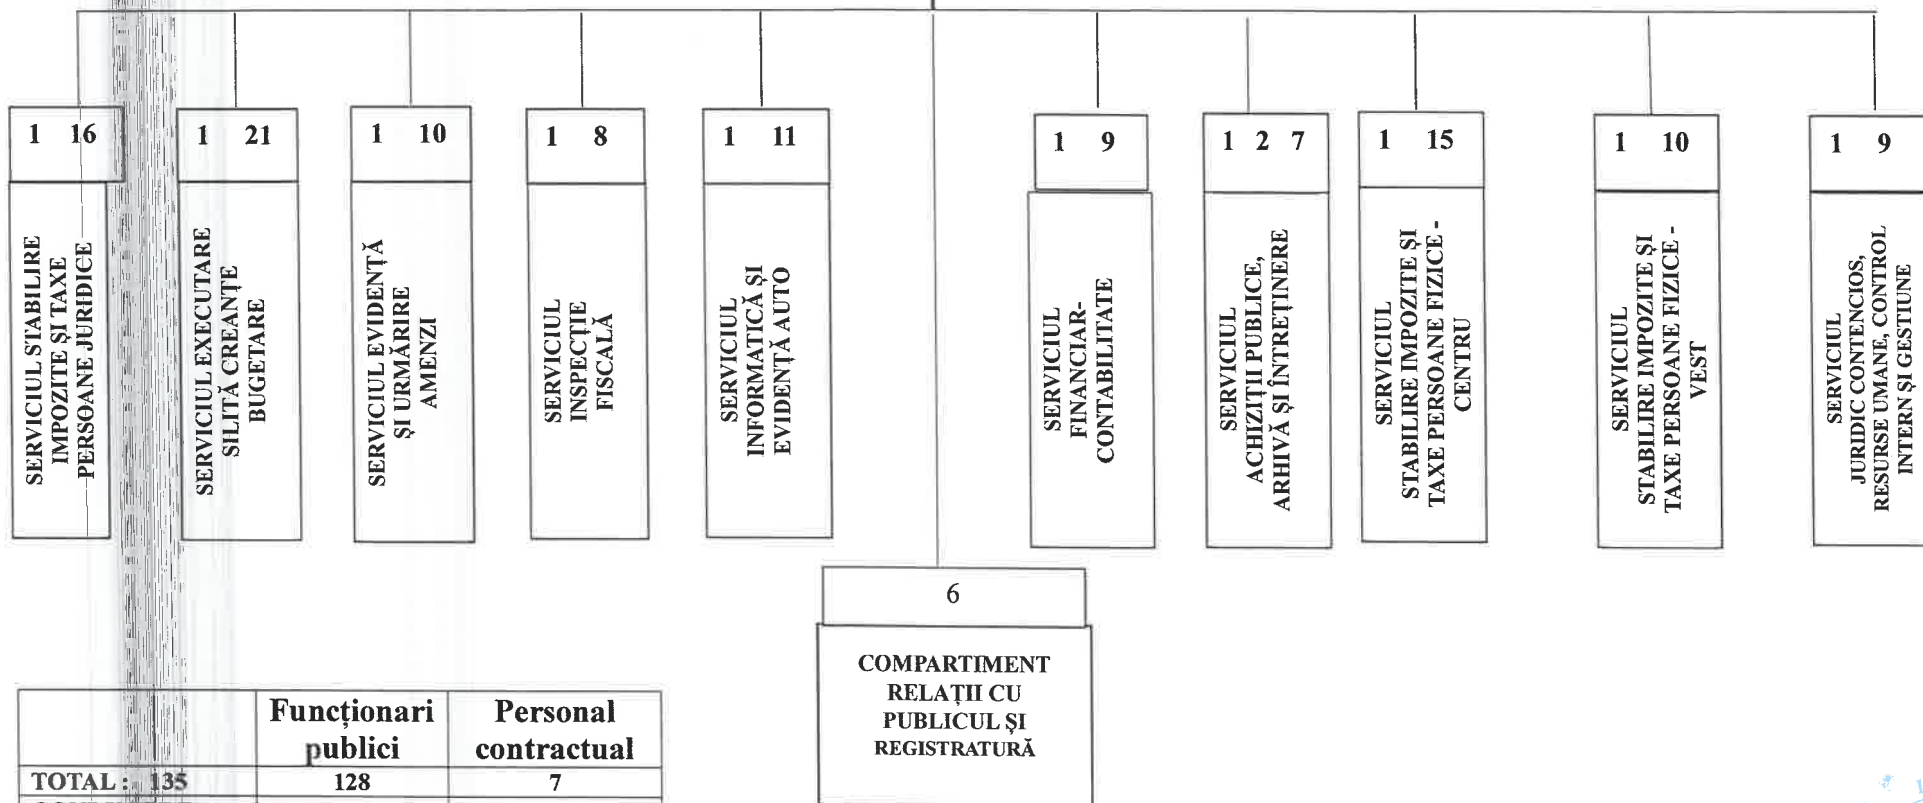 1 16
SERVICIUL STABILIRE
IMPOZITE ȘI TAXE
PERSOANE JURIDICE
1 21
SERVICIUL EXECUTARE
SILITĂ CREANȚE
BUGETARE
1 10
SERVICIUL EVIDENȚĂ
ȘI URMĂRIRE
AMENZI
1 8
SERVICIUL
INSPECȚIE
FISCALĂ
1 11
SERVICIUL
INFORMATICĂ ȘI
EVIDENȚĂ AUTO
1 9
SERVICIUL
FINANCIAR-
CONTABILITATE
1 2 7
SERVICIUL
ACHIZIȚII PUBLICE,
ARHIVĂ ȘI ÎNTREȚINERE
1 15
SERVICIUL
STABILIRE IMPOZITE ȘI
TAXE PERSOANE FIZICE -
CENTRU
1 10
SERVICIUL
STABILIRE IMPOZITE ȘI
TAXE PERSOANE FIZICE -
VEST
1 9
SERVICIUL
JURIDIC CONTENCIOS,
RESURSE UMANE, CONTROL
INTERN ȘI GESTIUNE
6
COMPARTIMENT
RELAȚII CU
PUBLICUL ȘI
REGISTRATURĂ
Funcționari publici
Personal contractual
TOTAL : 135 128 7